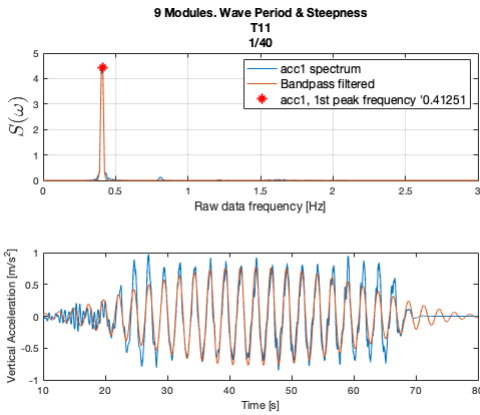 9 Modules. Wave Period & Steepness
T11
1/40
5
4
3
2
1
0
S(ω)
acc1 spectrum
Bandpass filtered
acc1, 1st peak frequency '0.41251
0 0.5 1 1.5 2 2.5 3
Raw data frequency [Hz]
1
0.5
0
-0.5
-1
Vertical Acceleration [m/s²]
10 20 30 40 50 60 70 80
Time [s]